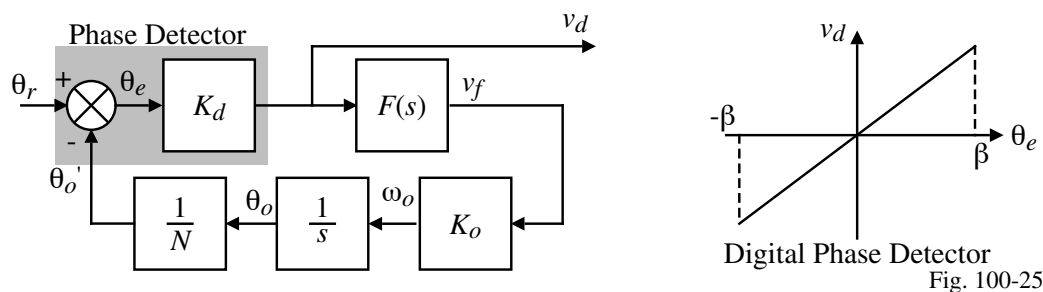 Phase Detector
v_d
θ_r
+
θ_e
K_d
v_f
F(s)
-
θ_o'
1/N
θ_o
1/s
ω_o
K_o
v_d
-β
β
θ_e
Digital Phase Detector
Fig. 100-25